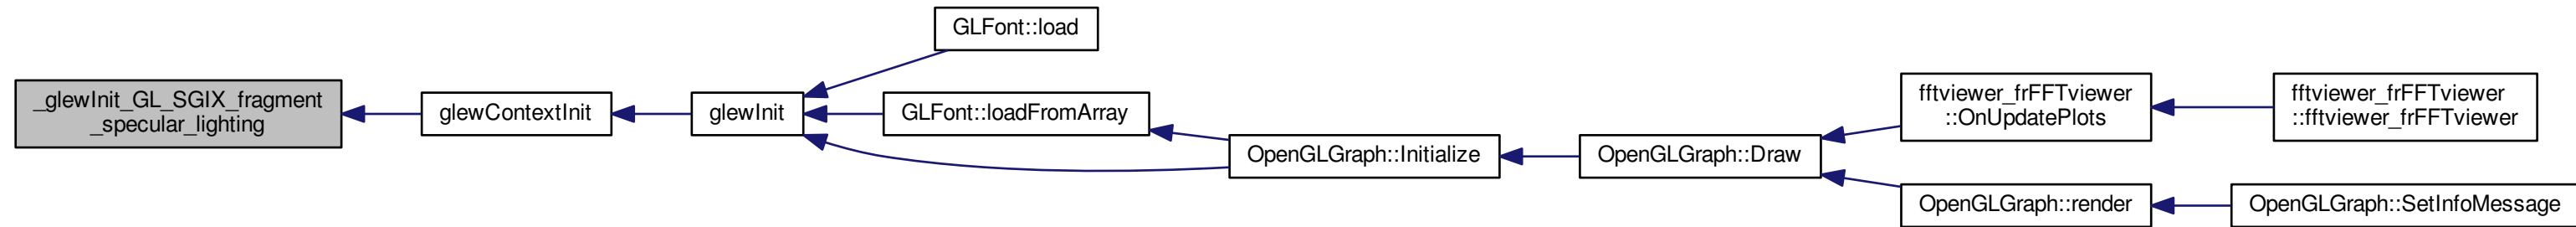 _glewInit_GL_SGIX_fragment
_specular_lighting
glewContextInit
glewInit
GLFont::load
GLFont::loadFromArray
OpenGLGraph::Initialize
OpenGLGraph::Draw
fftviewer_frFFTviewer
::OnUpdatePlots
fftviewer_frFFTviewer
::fftviewer_frFFTviewer
OpenGLGraph::render
OpenGLGraph::SetInfoMessage